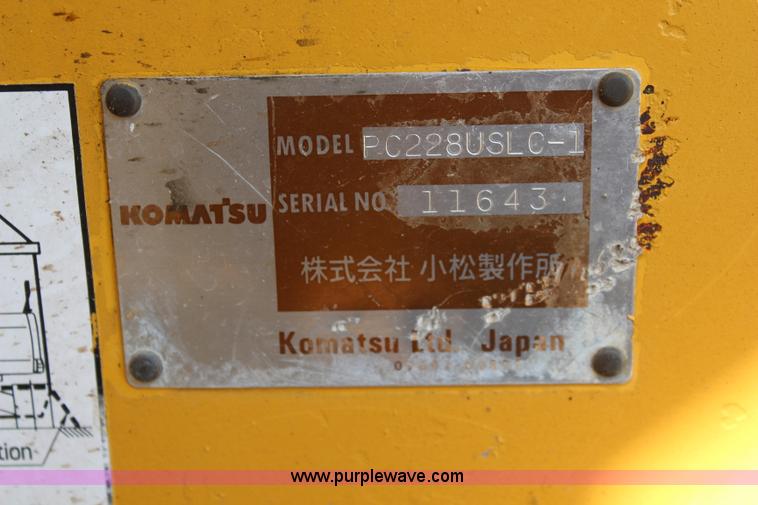 MODEL PC228USLC-1
SERIAL NO 11643
KOMATSU
株式会社 小松製作所
Komatsu Ltd. Japan
www.purplewave.com